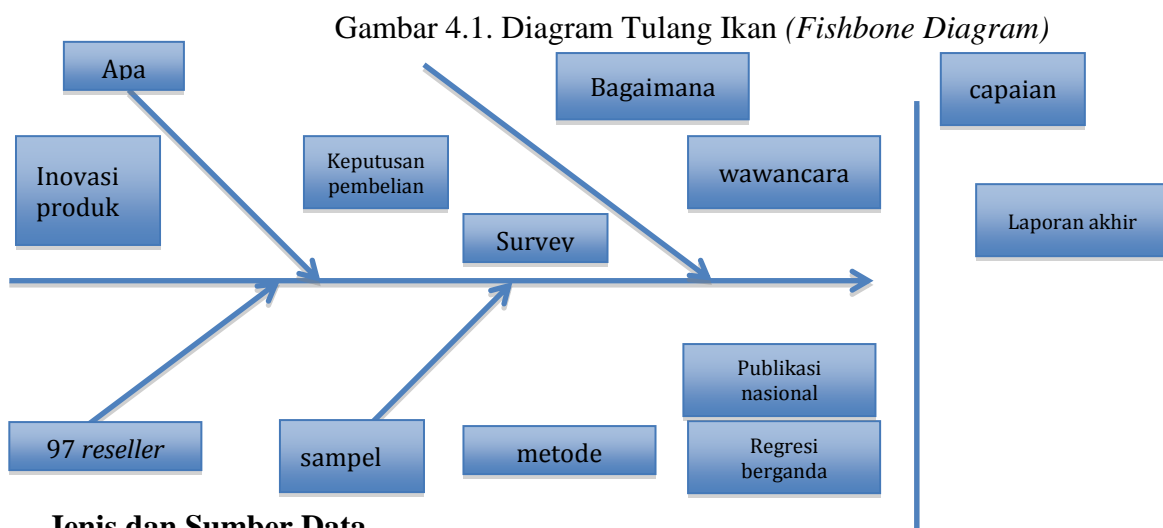 Gambar 4.1. Diagram Tulang Ikan (Fishbone Diagram)
Apa
Bagaimana
capaian
Inovasi
produk
Keputusan
pembelian
wawancara
Laporan akhir
Survey
Publikasi
nasional
97 reseller
sampel
metode
Regresi
berganda
Jenis dan Sumber Data